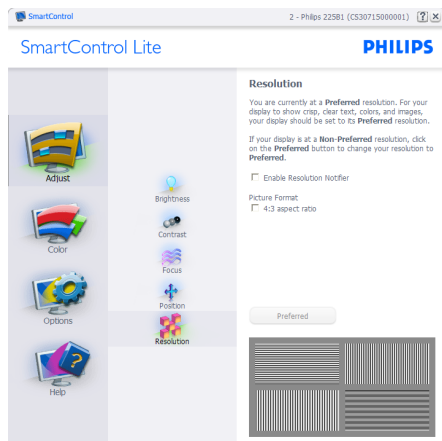 SmartControl
2 - Philips 225B1 (CS30715000001)
SmartControl Lite
PHILIPS
Adjust
Color
Options
Help
Brightness
Contrast
Focus
Position
Resolution
Resolution
You are currently at a Preferred resolution. For your
display to show crisp, clear text, colors, and images,
your display should be set to its Preferred resolution.
If your display is at a Non-Preferred resolution, click
on the Preferred button to change your resolution to
Preferred.
Enable Resolution Notifier
Picture Format
4:3 aspect ratio
Preferred